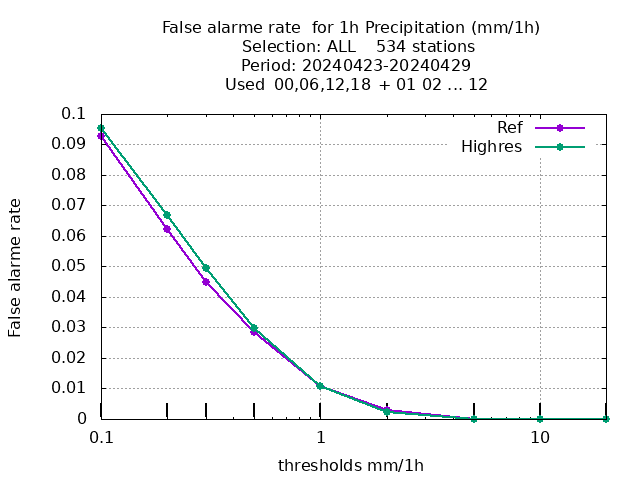 False alarme rate  for 1h Precipitation (mm/1h)
Selection: ALL    534 stations
Period: 20240423-20240429
Used  00,06,12,18 + 01 02 ... 12
Ref
Highres
False alarme rate
0.1
0.09
0.08
0.07
0.06
0.05
0.04
0.03
0.02
0.01
0
0.1
1
10
thresholds mm/1h